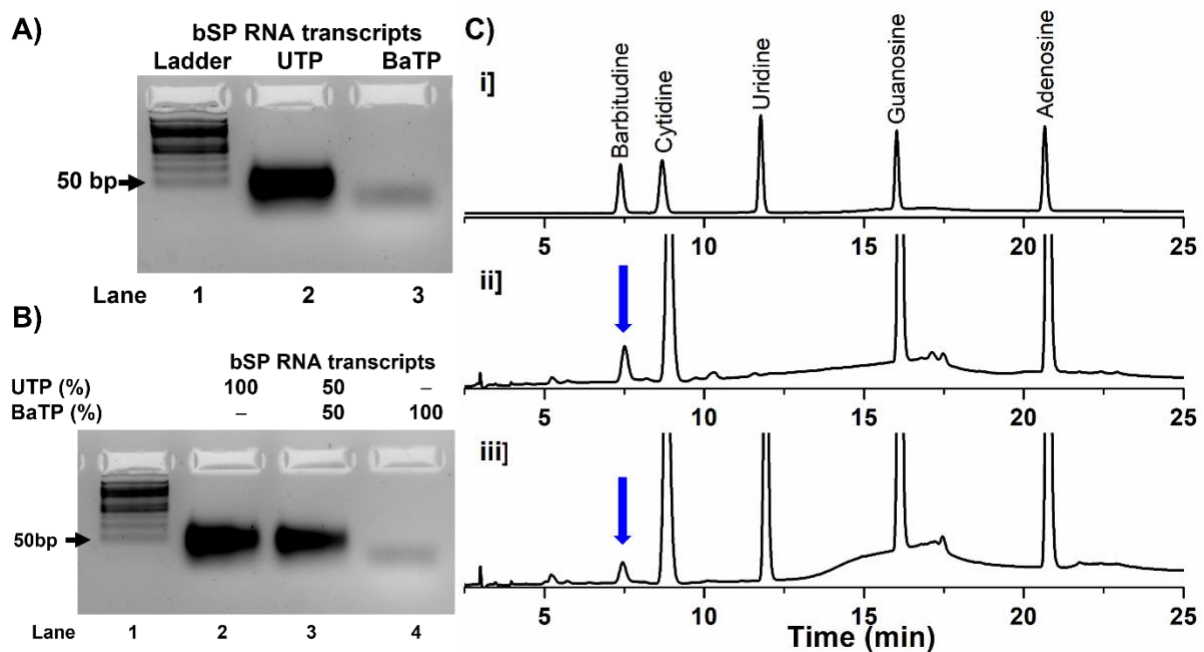 A)
bSP RNA transcripts
Ladder UTP BaTP
50 bp
Lane 1 2 3
B)
bSP RNA transcripts
UTP (%) 100 50 –
BaTP (%) – 50 100
50bp
Lane 1 2 3 4
C)
i]
Barbitudine
Cytidine
Uridine
Guanosine
Adenosine
5 10 15 20 25
ii]
5 10 15 20 25
iii]
5 10 15 20 25
Time (min)